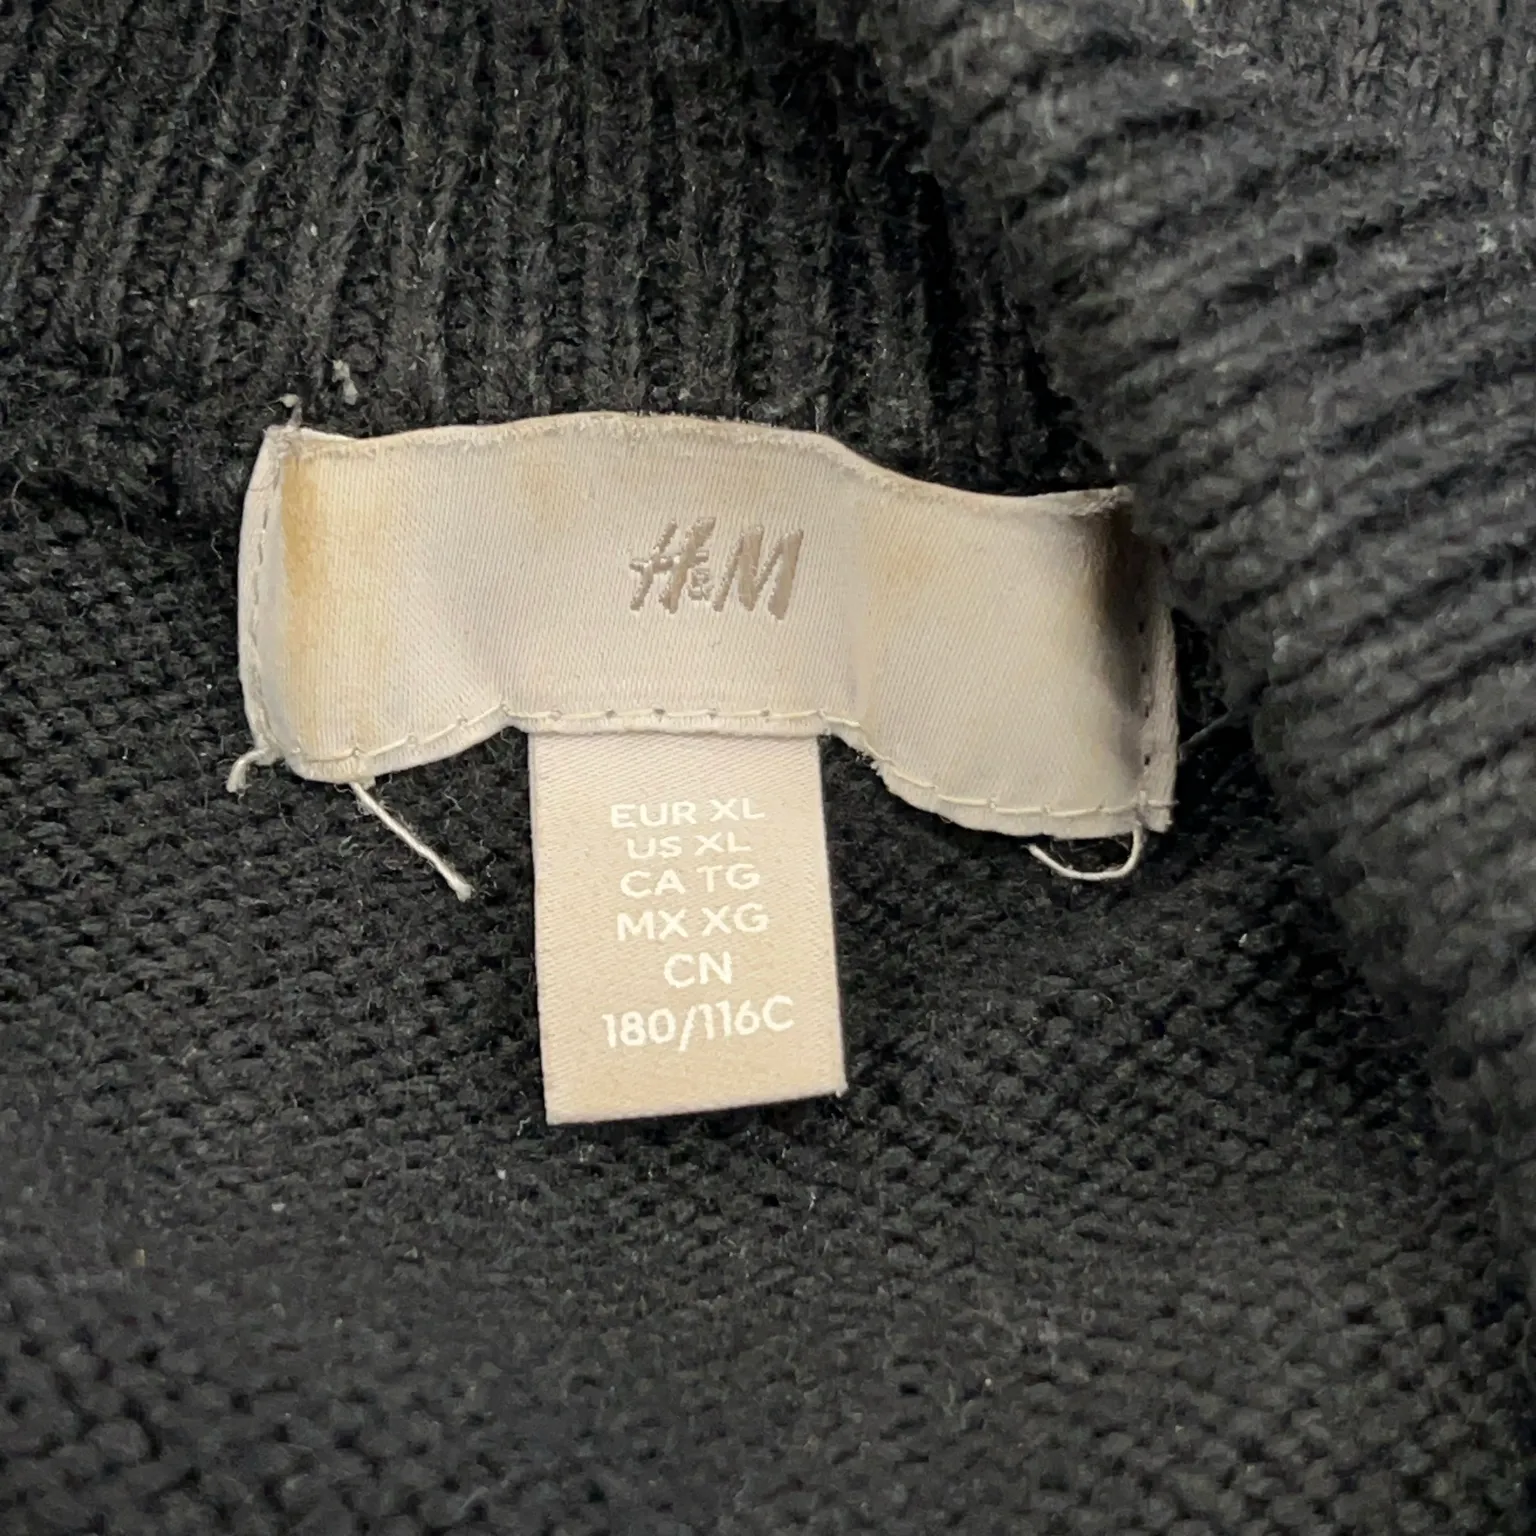 H&M
EUR XL
US XL
CA TG
MX XG
CN
180/116C